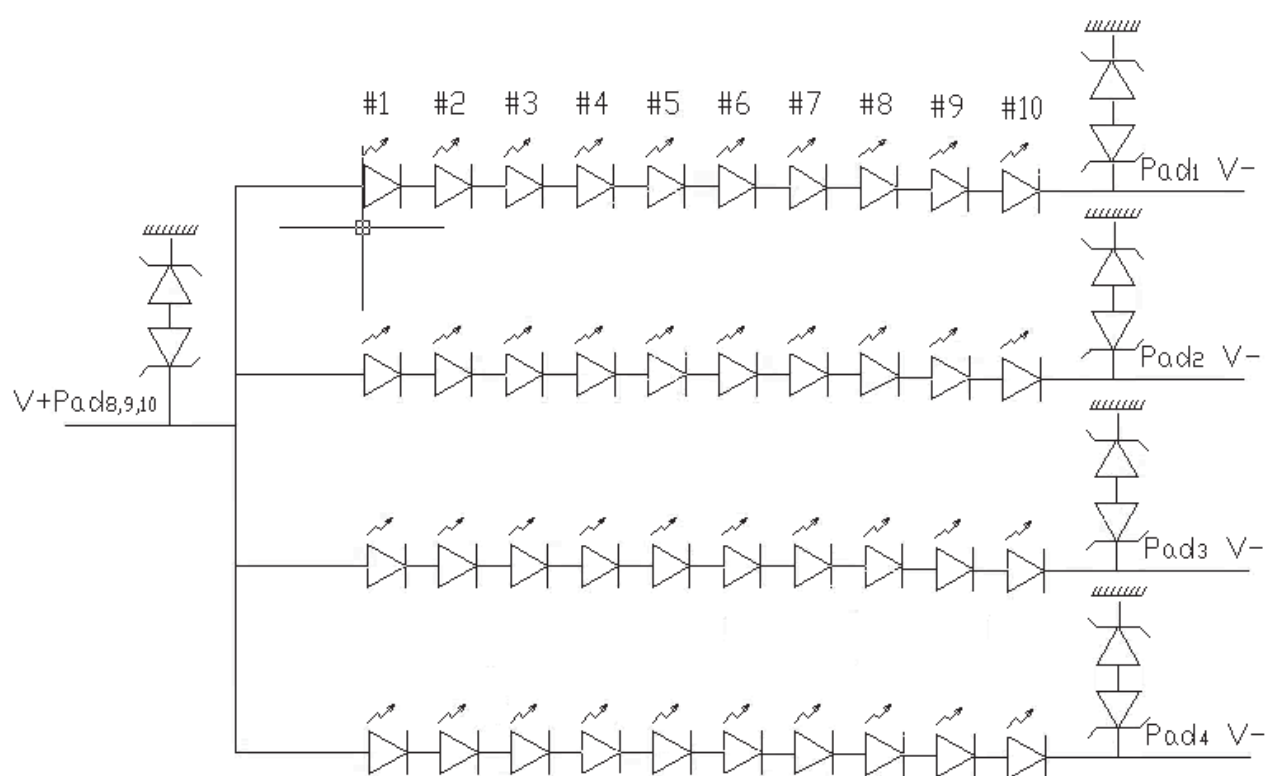 #1 #2 #3 #4 #5 #6 #7 #8 #9 #10
Pad1 V-
Pad2 V-
V+Pad8,9,10
Pad3 V-
Pad4 V-